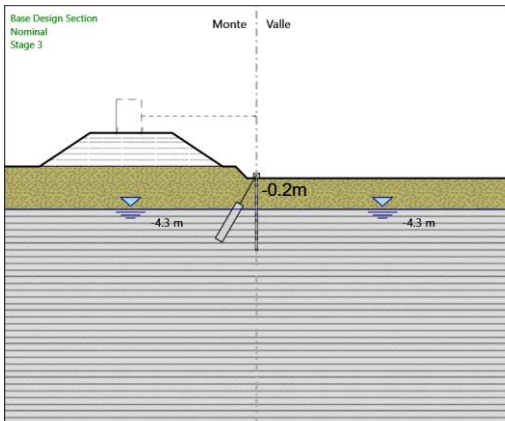 Base Design Section
Nominal
Stage 3
Monte
Valle
-0.2m
-4.3 m
-4.3 m